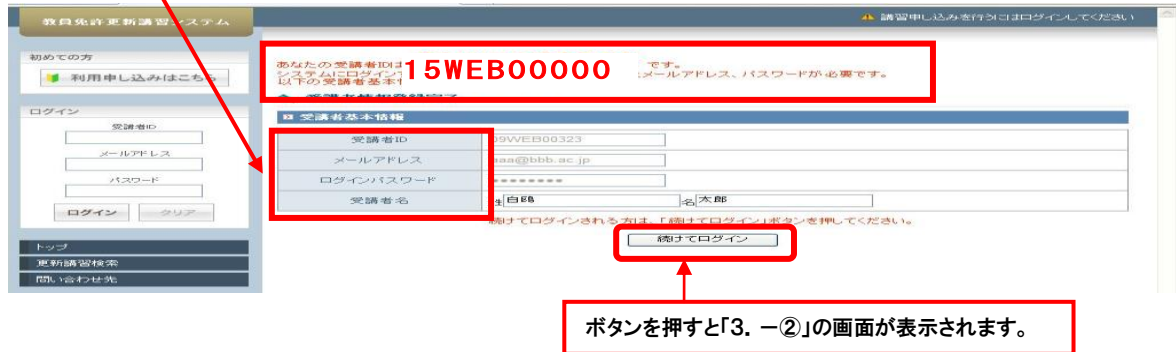 教員免許更新講習システム
講習申し込みを行うにはログインしてください
初めての方
利用申し込みはこちら
あなたの受講者IDは 15WEB00000 です。
システムにログイン メールアドレス、パスワードが必要です。
以下の受講者基本
受講者情報登録完了
ログイン
受講者ID
メールアドレス
パスワード
ログイン クリア
受講者基本情報
受講者ID 09WEB00323
メールアドレス aaa@bbb.ac.jp
ログインパスワード ********
受講者名 姓 白鴎 名 太郎
続けてログインされる方は、「続けてログイン」ボタンを押してください。
続けてログイン
トップ
更新講習検索
問い合わせ先
ボタンを押すと「3. ー②」の画面が表示されます。